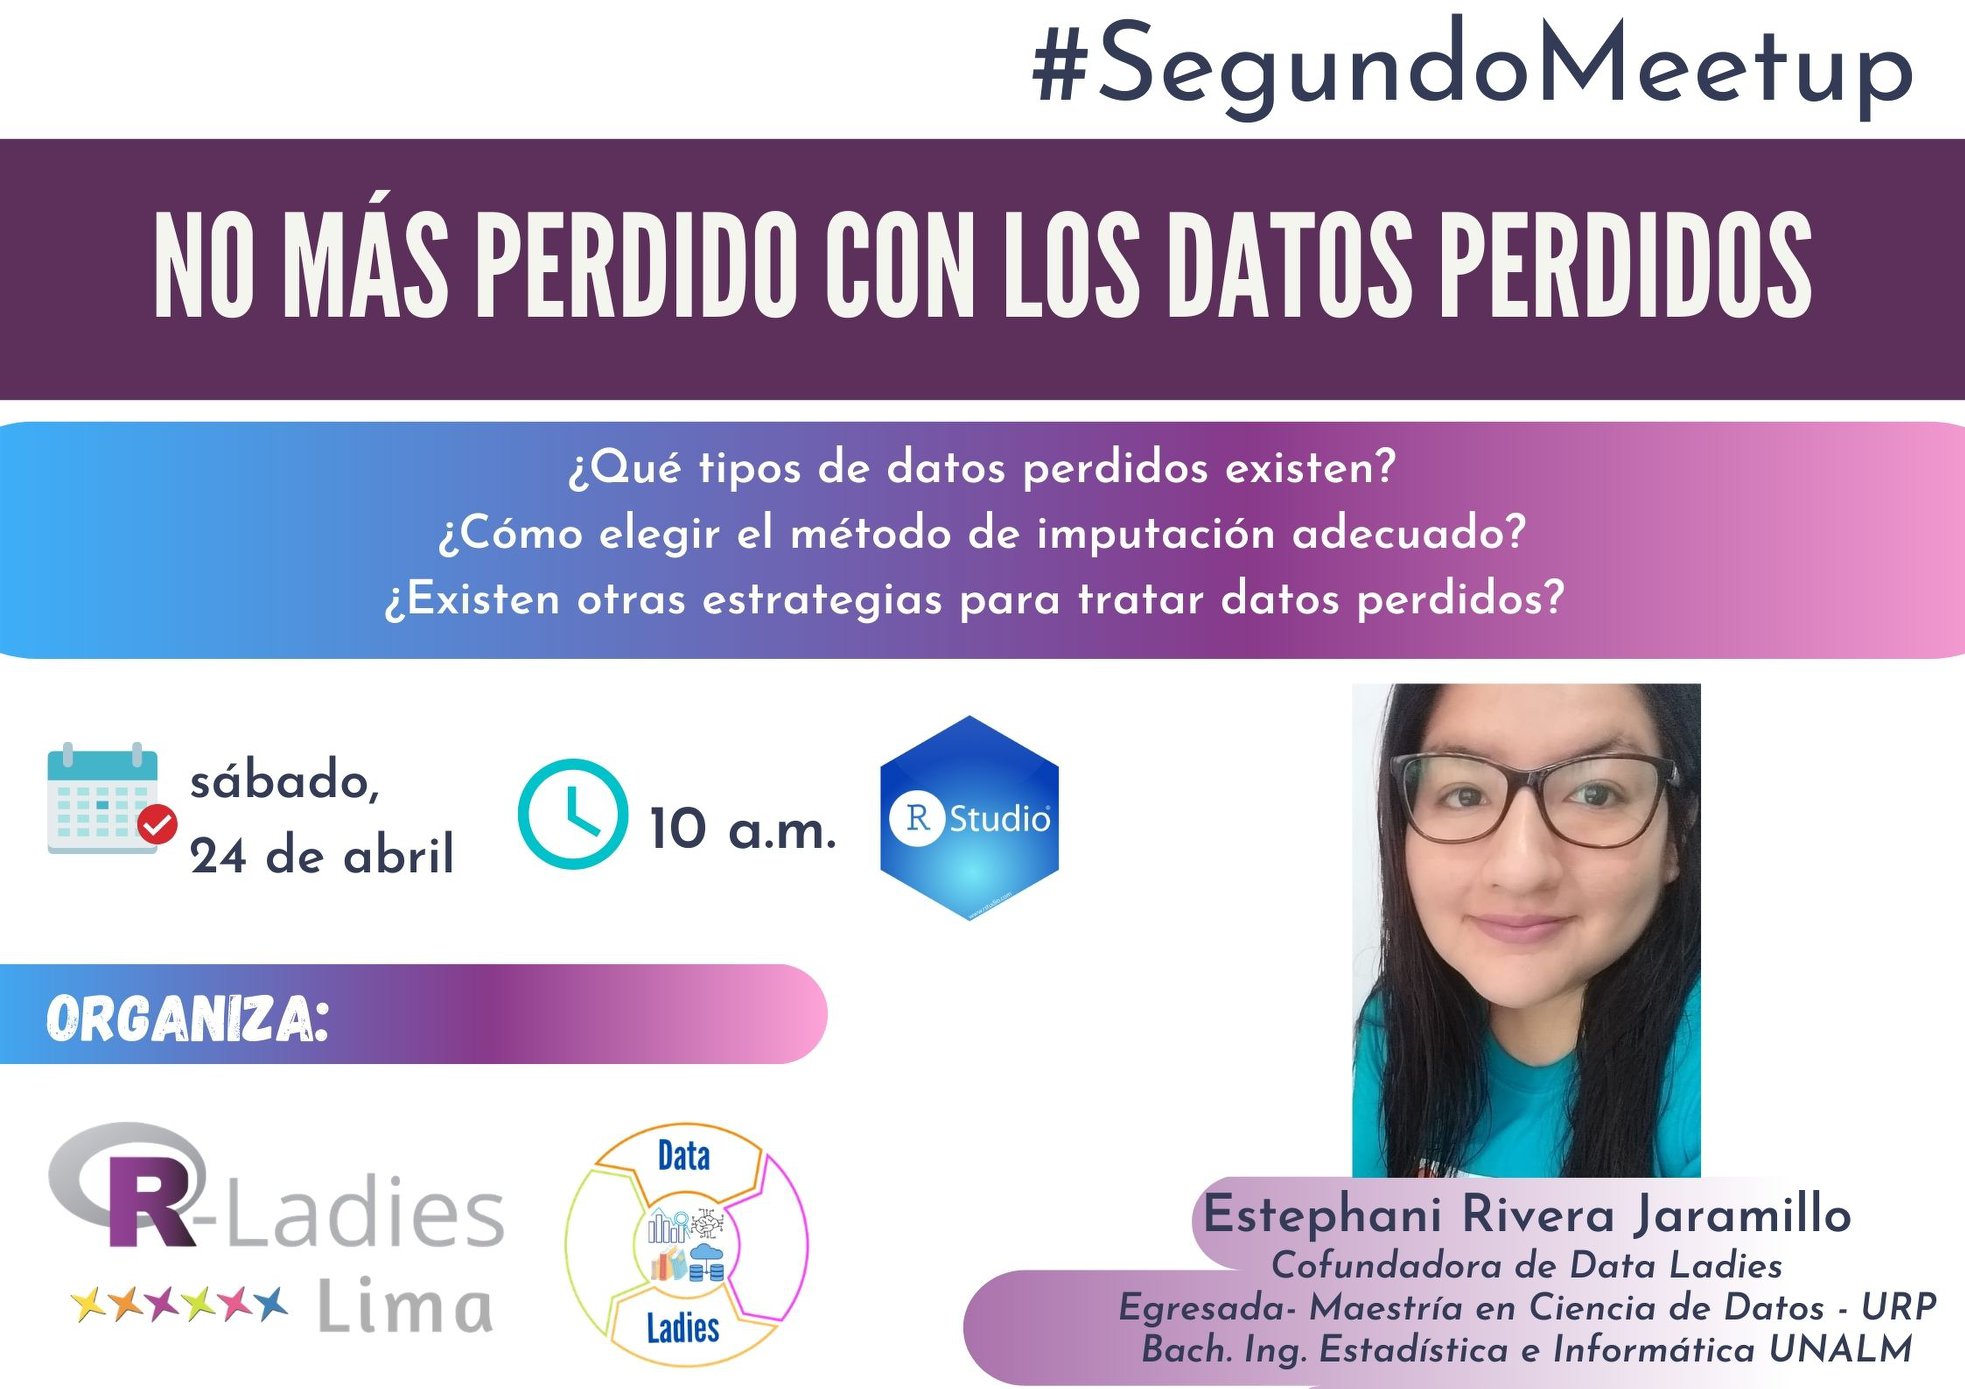 #SegundoMeetup
NO MÁS PERDIDO CON LOS DATOS PERDIDOS
¿Qué tipos de datos perdidos existen?
¿Cómo elegir el método de imputación adecuado?
¿Existen otras estrategias para tratar datos perdidos?
sábado,
24 de abril
10 a.m.
R Studio®
www.rstudio.com
ORGANIZA:
R-Ladies
Lima
Data
Ladies
Estephani Rivera Jaramillo
Cofundadora de Data Ladies
Egresada- Maestría en Ciencia de Datos - URP
Bach. Ing. Estadística e Informática UNALM